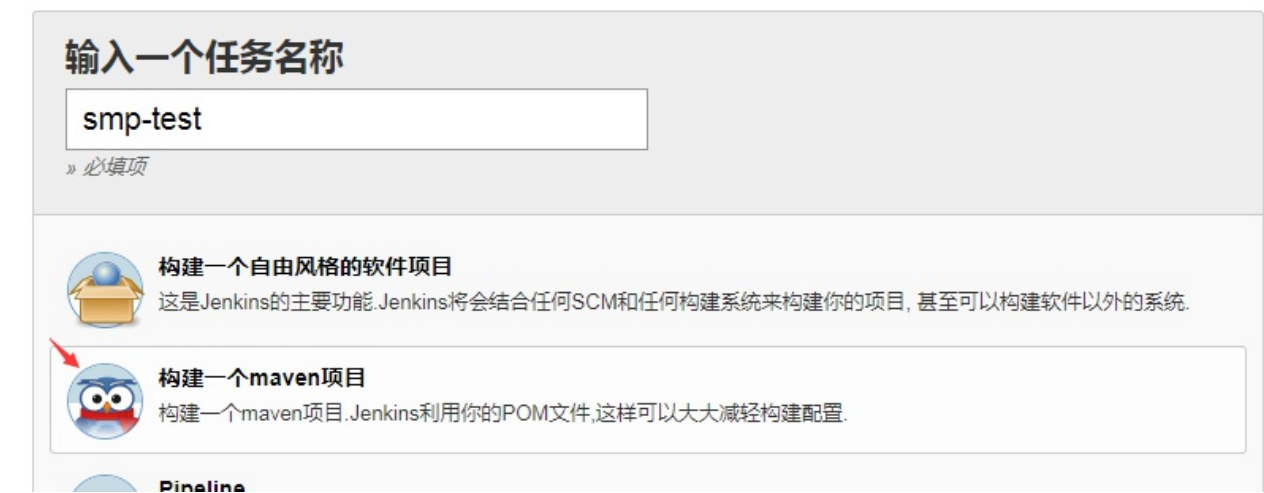 输入一个任务名称
smp-test
» 必填项
构建一个自由风格的软件项目
这是Jenkins的主要功能.Jenkins将会结合任何SCM和任何构建系统来构建你的项目, 甚至可以构建软件以外的系统.
构建一个maven项目
构建一个maven项目.Jenkins利用你的POM文件,这样可以大大减轻构建配置.
Pipeline